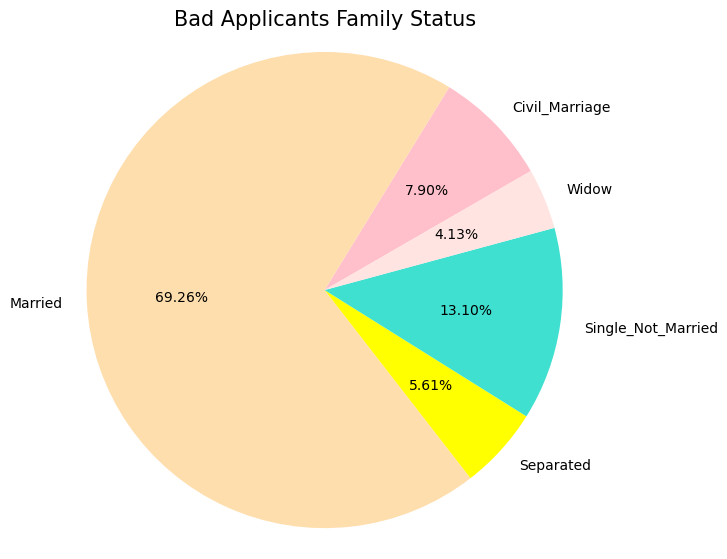 Bad Applicants Family Status
Civil_Marriage
7.90%
Widow
4.13%
Married
69.26%
13.10%
Single_Not_Married
5.61%
Separated